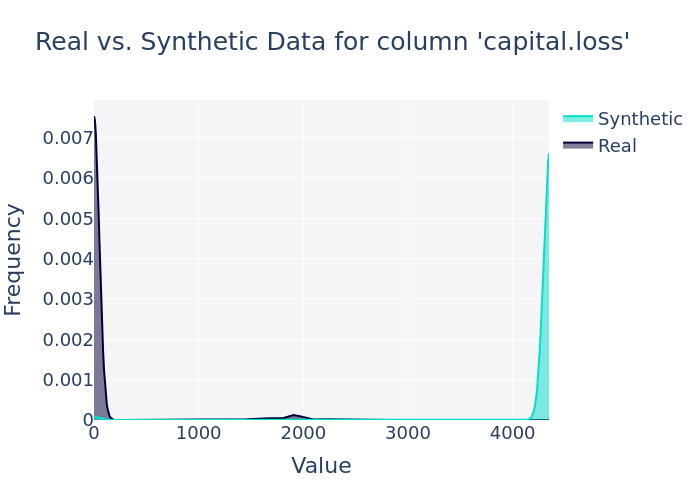 Real vs. Synthetic Data for column 'capital.loss'
Synthetic
Real
0.007
0.006
0.005
0.004
0.003
0.002
0.001
0
0 1000 2000 3000 4000
Frequency
Value